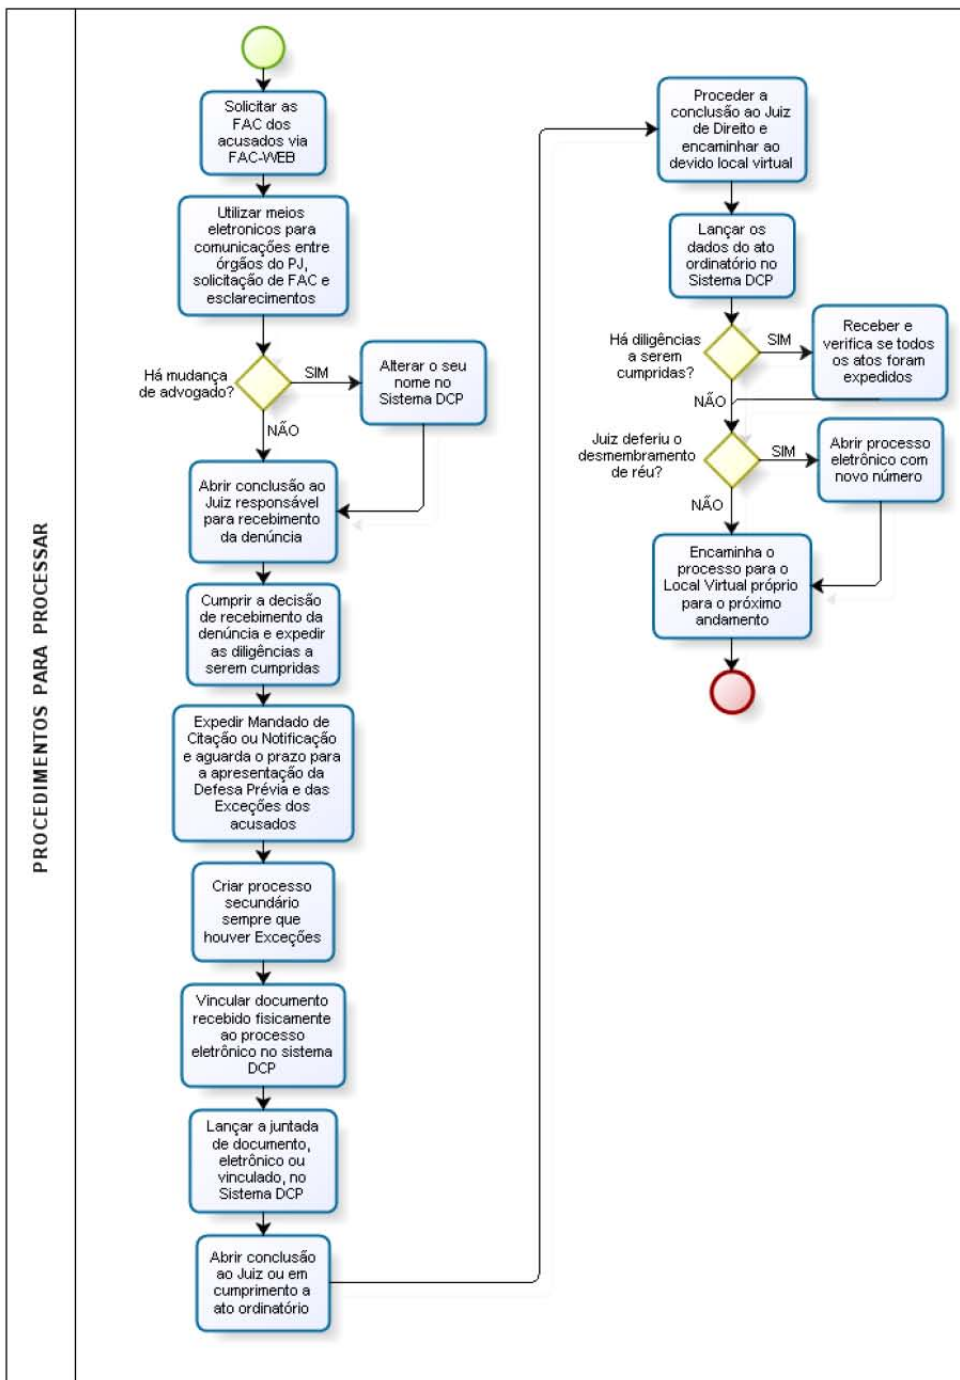 PROCEDIMENTOS PARA PROCESSAR
Solicitar as
FAC dos
acusados via
FAC-WEB
Utilizar meios
eletronicos para
comunicações entre
órgãos do PJ,
solicitação de FAC e
esclarecimentos
Há mudança
de advogado?
SIM
Alterar o seu
nome no
Sistema DCP
NÃO
Abrir conclusão ao
Juiz responsável
para recebimento
da denúncia
Cumprir a decisão
de recebimento da
denúncia e expedir
as diligências a
serem cumpridas
Expedir Mandado de
Citação ou Notificação
e aguarda o prazo para
a apresentação da
Defesa Prévia e das
Exceções dos
acusados
Criar processo
secundário
sempre que
houver Exceções
Vincular documento
recebido fisicamente
ao processo
eletrônico no sistema
DCP
Lançar a juntada
de documento,
eletrônico ou
vinculado, no
Sistema DCP
Abrir conclusão
ao Juiz ou em
cumprimento a
ato ordinatório
Proceder a
conclusão ao Juiz
de Direito e
encaminhar ao
devido local virtual
Lançar os
dados do ato
ordinatório no
Sistema DCP
Há diligências
a serem
cumpridas?
SIM
Receber e
verifica se todos
os atos foram
expedidos
NÃO
Juiz deferiu o
desmembramento
de réu?
SIM
Abrir processo
eletrônico com
novo número
NÃO
Encaminha o
processo para o
Local Virtual próprio
para o próximo
andamento